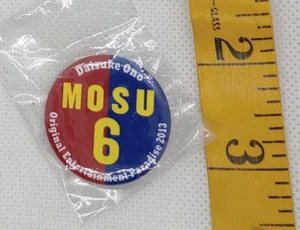 Daisuke Ono
MOSU
6
Original Entertainment Paradise 2013
GLASS
2
3